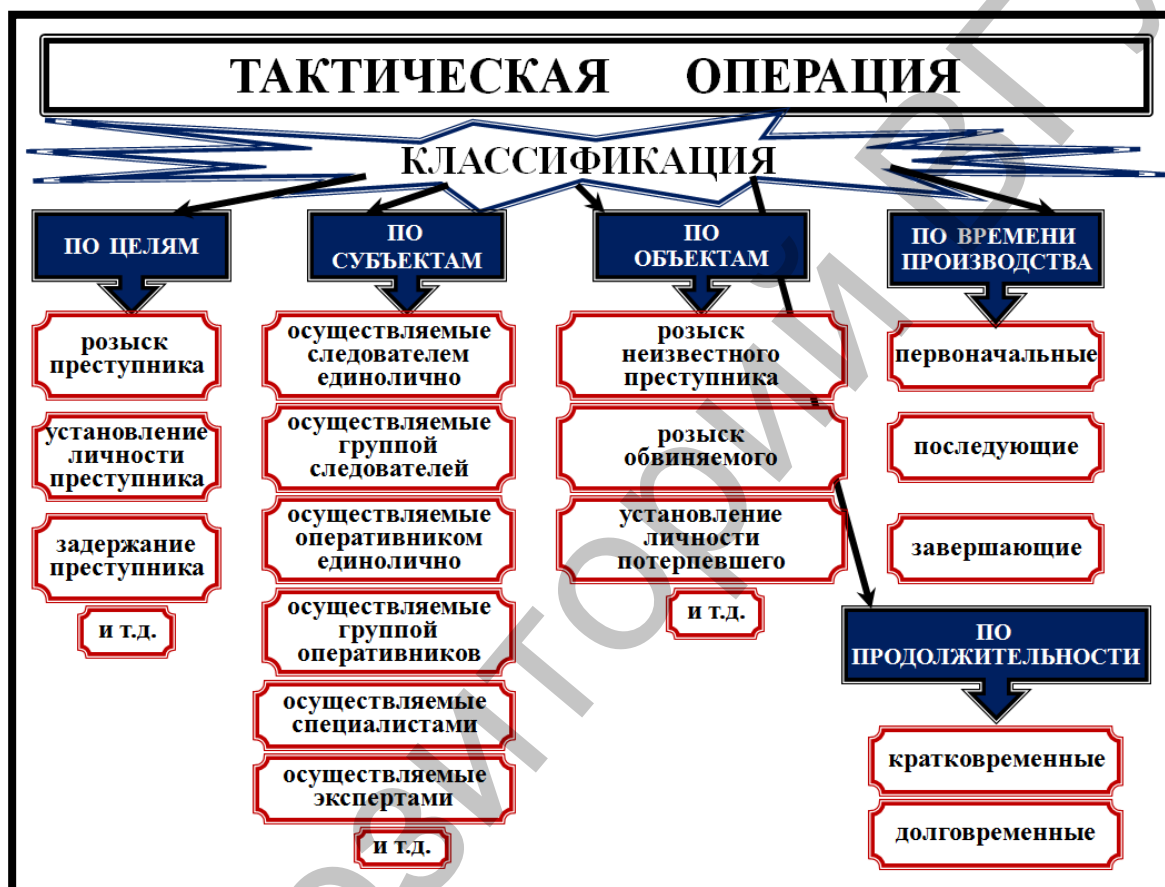 ТАКТИЧЕСКАЯ ОПЕРАЦИЯ
КЛАССИФИКАЦИЯ
ПО ЦЕЛЯМ
розыск
преступника
установление
личности
преступника
задержание
преступника
и т.д.
ПО
СУБЪЕКТАМ
осуществляемые
следователем
единолично
осуществляемые
группой
следователей
осуществляемые
оперативником
единолично
осуществляемые
группой
оперативников
осуществляемые
специалистами
осуществляемые
экспертами
и т.д.
ПО
ОБЪЕКТАМ
розыск
неизвестного
преступника
розыск
обвиняемого
установление
личности
потерпевшего
и т.д.
ПО ВРЕМЕНИ
ПРОИЗВОДСТВА
первоначальные
последующие
завершающие
ПО
ПРОДОЛЖИТЕЛЬНОСТИ
кратковременные
долговременные